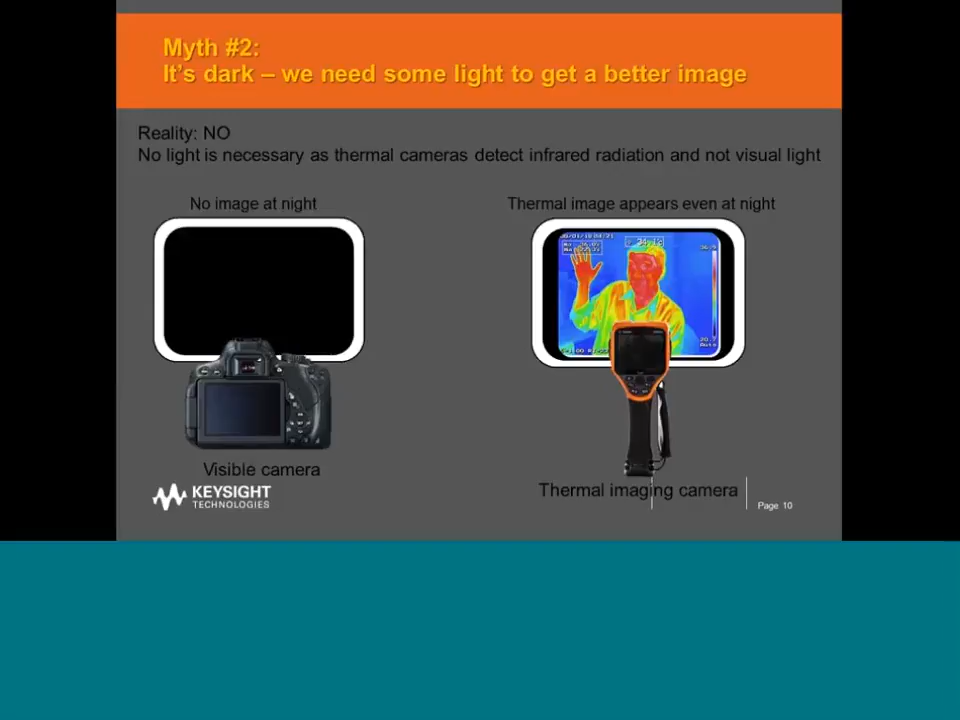 Myth #2:
It's dark – we need some light to get a better image
Reality: NO
No light is necessary as thermal cameras detect infrared radiation and not visual light
No image at night
Thermal image appears even at night
Visible camera
Thermal imaging camera
KEYSIGHT
TECHNOLOGIES
Page 10